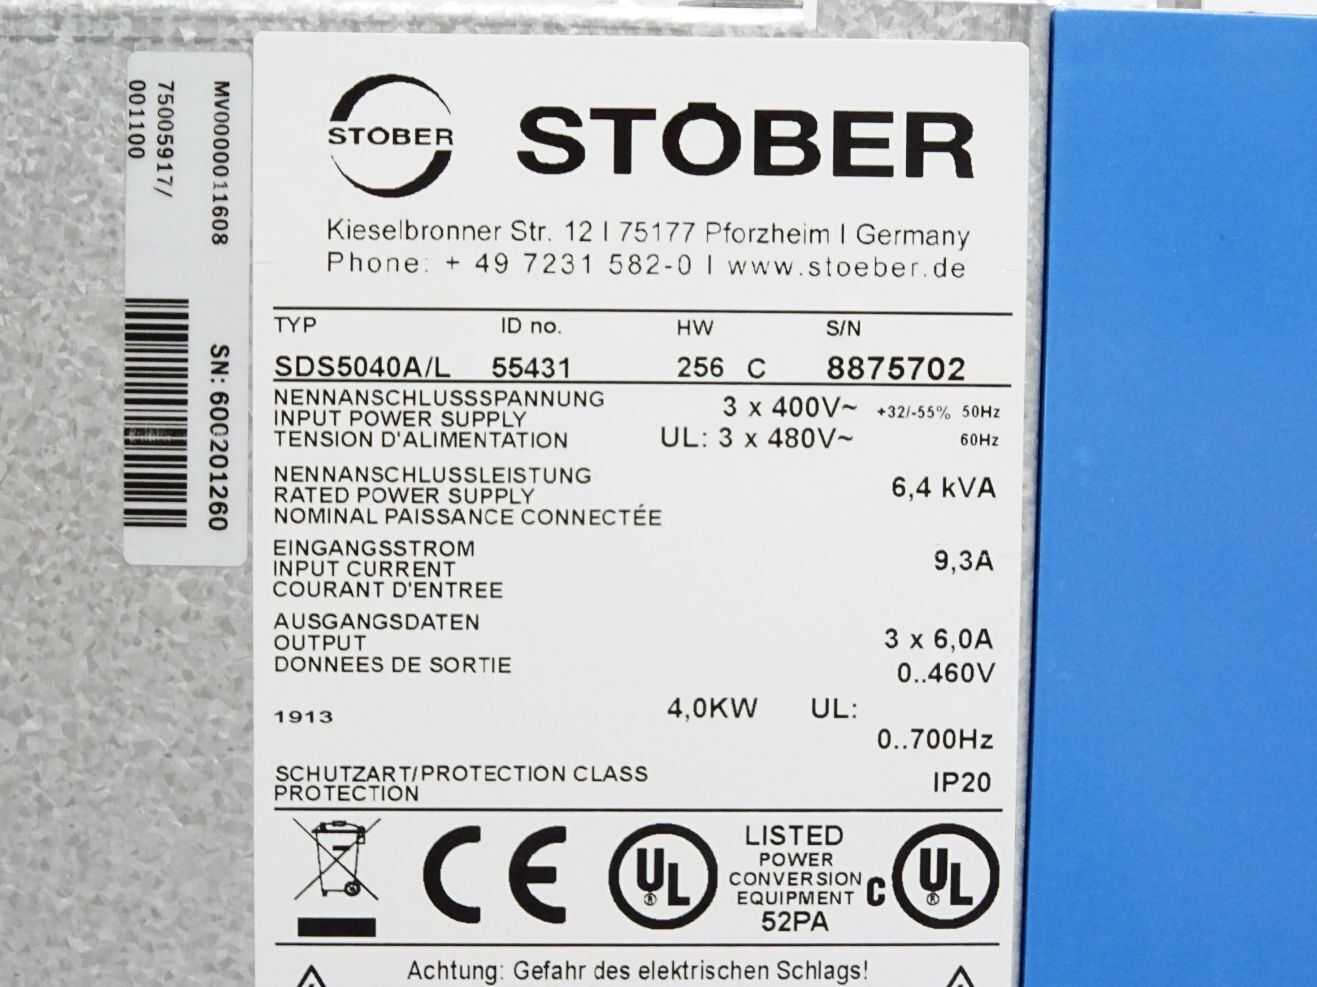 MV0000011608
75005917/
001100
SN: 600201260
STÖBER
STÖBER
Kieselbronner Str. 12 I 75177 Pforzheim I Germany
Phone: + 49 7231 582-0 I www.stoeber.de
TYP ID no. HW S/N
SDS5040A/L 55431 256 C 8875702
NENNANSCHLUSSSPANNUNG 3 x 400V~ +32/-55% 50Hz
INPUT POWER SUPPLY
TENSION D'ALIMENTATION UL: 3 x 480V~ 60Hz
NENNANSCHLUSSLEISTUNG
RATED POWER SUPPLY 6,4 kVA
NOMINAL PAISSANCE CONNECTÉE
EINGANGSSTROM
INPUT CURRENT 9,3A
COURANT D'ENTREE
AUSGANGSDATEN
OUTPUT 3 x 6,0A
DONNEES DE SORTIE 0..460V
1913 4,0KW UL:
0..700Hz
SCHUTZART/PROTECTION CLASS IP20
PROTECTION
CE
UL ®
LISTED
POWER
CONVERSION
EQUIPMENT
52PA
C UL ®
Achtung: Gefahr des elektrischen Schlags!